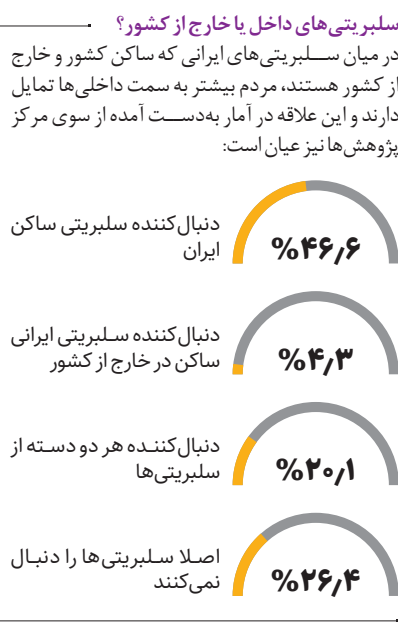 سلبریتی‌های داخل یا خارج از کشور؟
در میان سلبریتی‌های ایرانی که ساکن کشور و خارج
از کشور هستند، مردم بیشتر به سمت داخلی‌ها تمایل
دارند و این علاقه در آمار به‌دست آمده از سوی مرکز
پژوهش‌ها نیز عیان است:
دنبال‌کننده سلبریتی ساکن
ایران
%۴۶٫۶
دنبال‌کننده سلبریتی ایرانی
ساکن در خارج از کشور
%۴٫۳
دنبال‌کننده هر دو دسته از
سلبریتی‌ها
%۲۰٫۱
اصلا سلبریتی‌ها را دنبال
نمی‌کنند
%۲۶٫۴